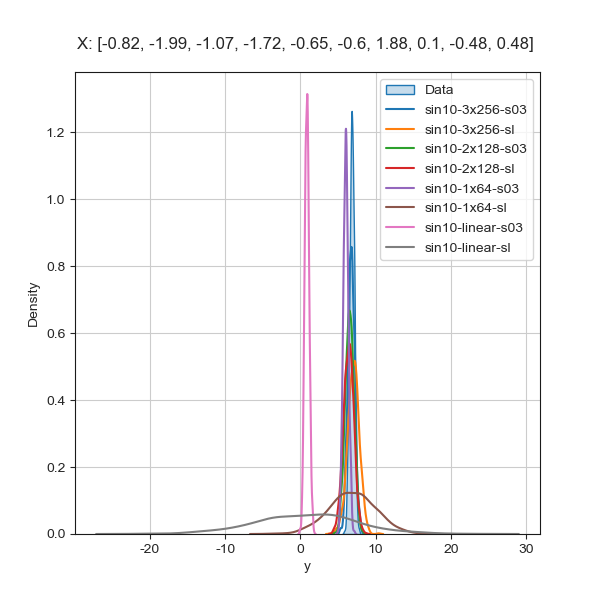 X: [-0.82, -1.99, -1.07, -1.72, -0.65, -0.6, 1.88, 0.1, -0.48, 0.48]
Data
sin10-3x256-s03
sin10-3x256-sl
sin10-2x128-s03
sin10-2x128-sl
sin10-1x64-s03
sin10-1x64-sl
sin10-linear-s03
sin10-linear-sl
1.2
1.0
0.8
0.6
0.4
0.2
0.0
Density
-20
-10
0
10
20
30
y